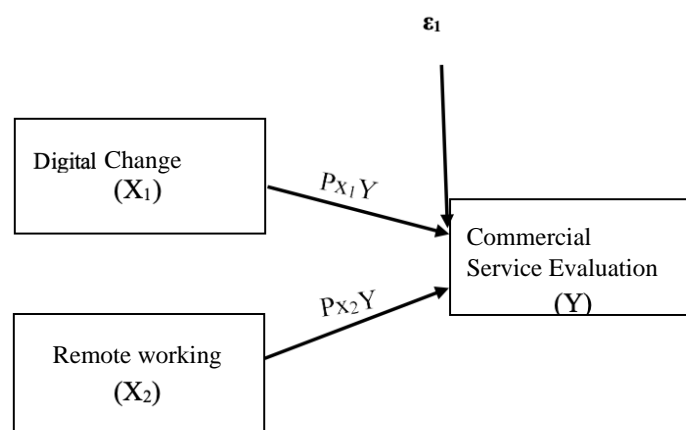 ε₁
Digital Change
(X₁)
Pₓ₁Y
Commercial
Service Evaluation
(Y)
Pₓ₂Y
Remote working
(X₂)